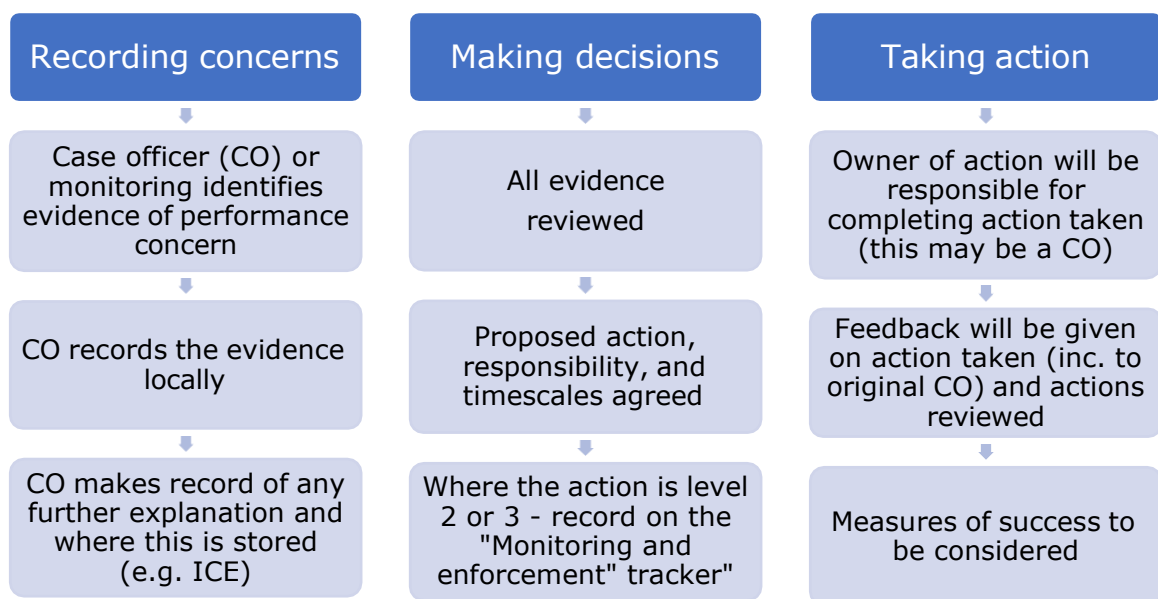 Recording concerns
Case officer (CO) or
monitoring identifies
evidence of performance
concern
CO records the evidence
locally
CO makes record of any
further explanation and
where this is stored
(e.g. ICE)
Making decisions
All evidence
reviewed
Proposed action,
responsibility, and
timescales agreed
Where the action is level
2 or 3 - record on the
"Monitoring and
enforcement" tracker"
Taking action
Owner of action will be
responsible for
completing action taken
(this may be a CO)
Feedback will be given
on action taken (inc. to
original CO) and actions
reviewed
Measures of success to
be considered